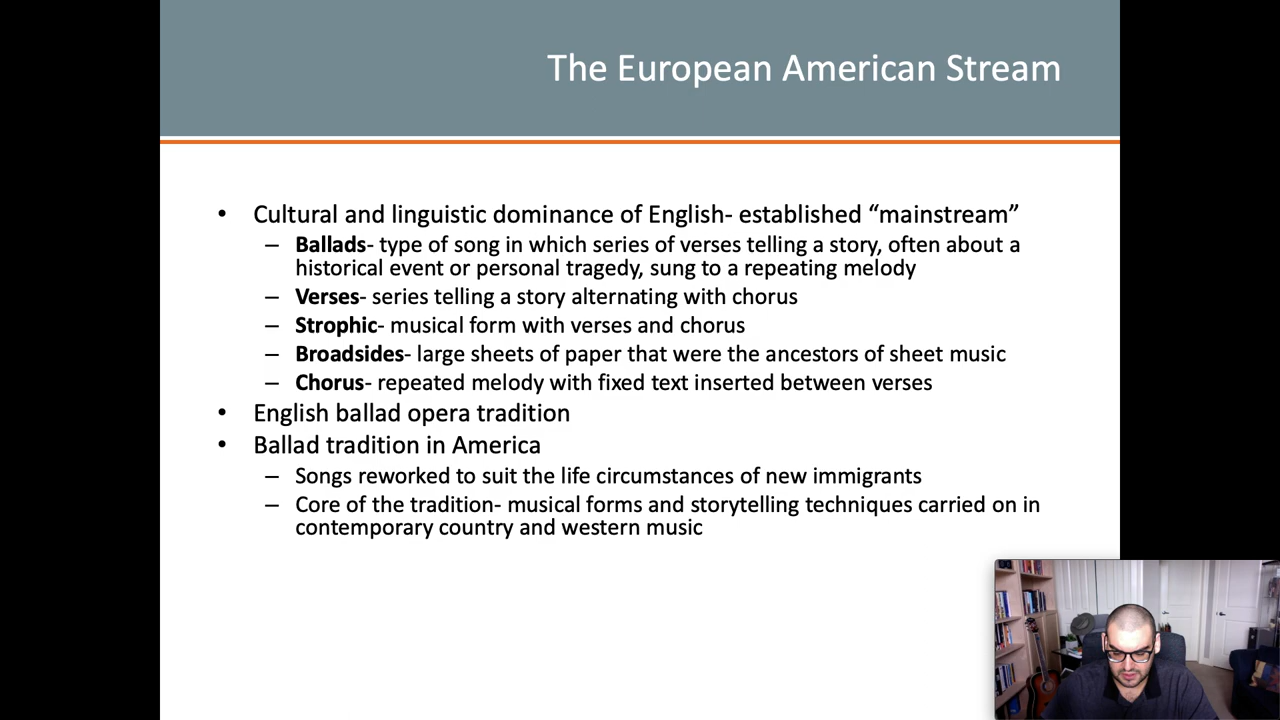 The European American Stream
• Cultural and linguistic dominance of English- established “mainstream”
– Ballads- type of song in which series of verses telling a story, often about a
historical event or personal tragedy, sung to a repeating melody
– Verses- series telling a story alternating with chorus
– Strophic- musical form with verses and chorus
– Broadsides- large sheets of paper that were the ancestors of sheet music
– Chorus- repeated melody with fixed text inserted between verses
• English ballad opera tradition
• Ballad tradition in America
– Songs reworked to suit the life circumstances of new immigrants
– Core of the tradition- musical forms and storytelling techniques carried on in
contemporary country and western music